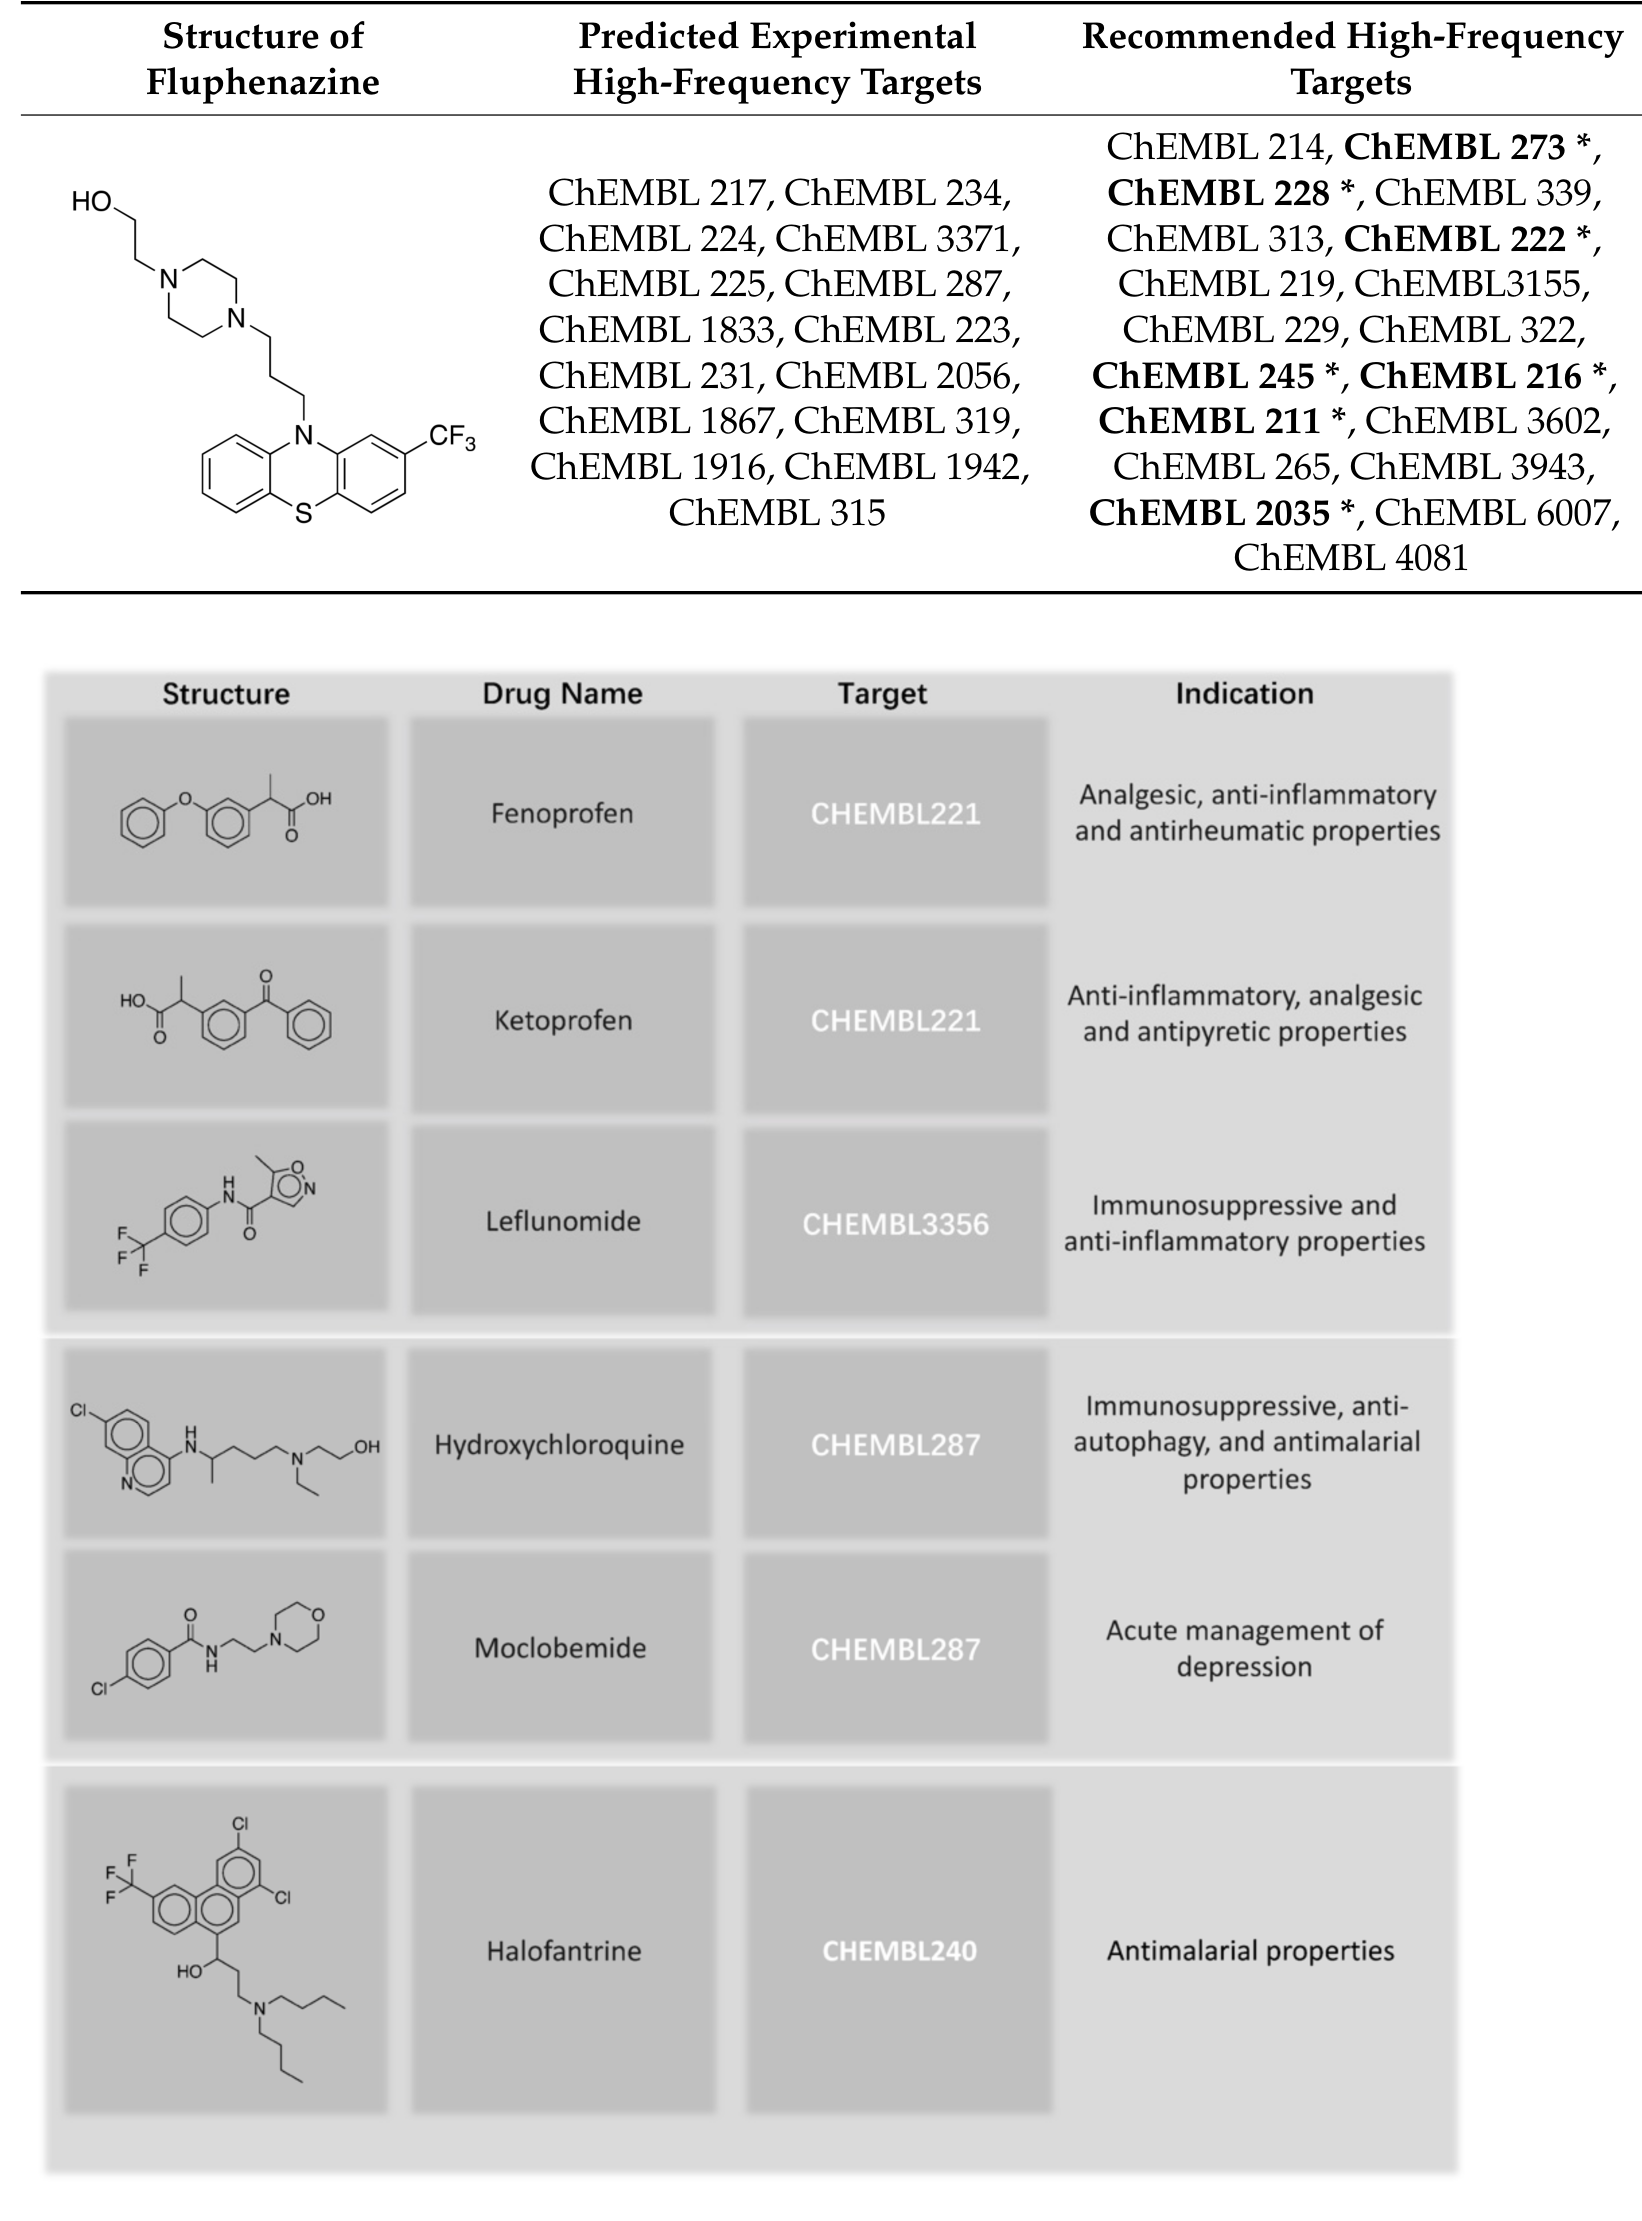 Structure of
Fluphenazine
Predicted Experimental
High-Frequency Targets
Recommended High-Frequency
Targets
HO
N
N
N
CF3
S
ChEMBL 217, ChEMBL 234,
ChEMBL 224, ChEMBL 3371,
ChEMBL 225, ChEMBL 287,
ChEMBL 1833, ChEMBL 223,
ChEMBL 231, ChEMBL 2056,
ChEMBL 1867, ChEMBL 319,
ChEMBL 1916, ChEMBL 1942,
ChEMBL 315
ChEMBL 214, ChEMBL 273 *,
ChEMBL 228 *, ChEMBL 339,
ChEMBL 313, ChEMBL 222 *,
ChEMBL 219, ChEMBL3155,
ChEMBL 229, ChEMBL 322,
ChEMBL 245 *, ChEMBL 216 *,
ChEMBL 211 *, ChEMBL 3602,
ChEMBL 265, ChEMBL 3943,
ChEMBL 2035 *, ChEMBL 6007,
ChEMBL 4081
Structure Drug Name Target Indication
O
OH
O
Fenoprofen
CHEMBL221
Analgesic, anti-inflammatory
and antirheumatic properties
O
HO
O
Ketoprofen
CHEMBL221
Anti-inflammatory, analgesic
and antipyretic properties
O
N
H
N
O
F
F
F
Leflunomide
CHEMBL3356
Immunosuppressive and
anti-inflammatory properties
Cl
H
N
OH
N
N
Hydroxychloroquine
CHEMBL287
Immunosuppressive, anti-
autophagy, and antimalarial
properties
O
O
N
N
H
Cl
Moclobemide
CHEMBL287
Acute management of
depression
Cl
F
F
F
Cl
HO
N
Halofantrine
CHEMBL240
Antimalarial properties